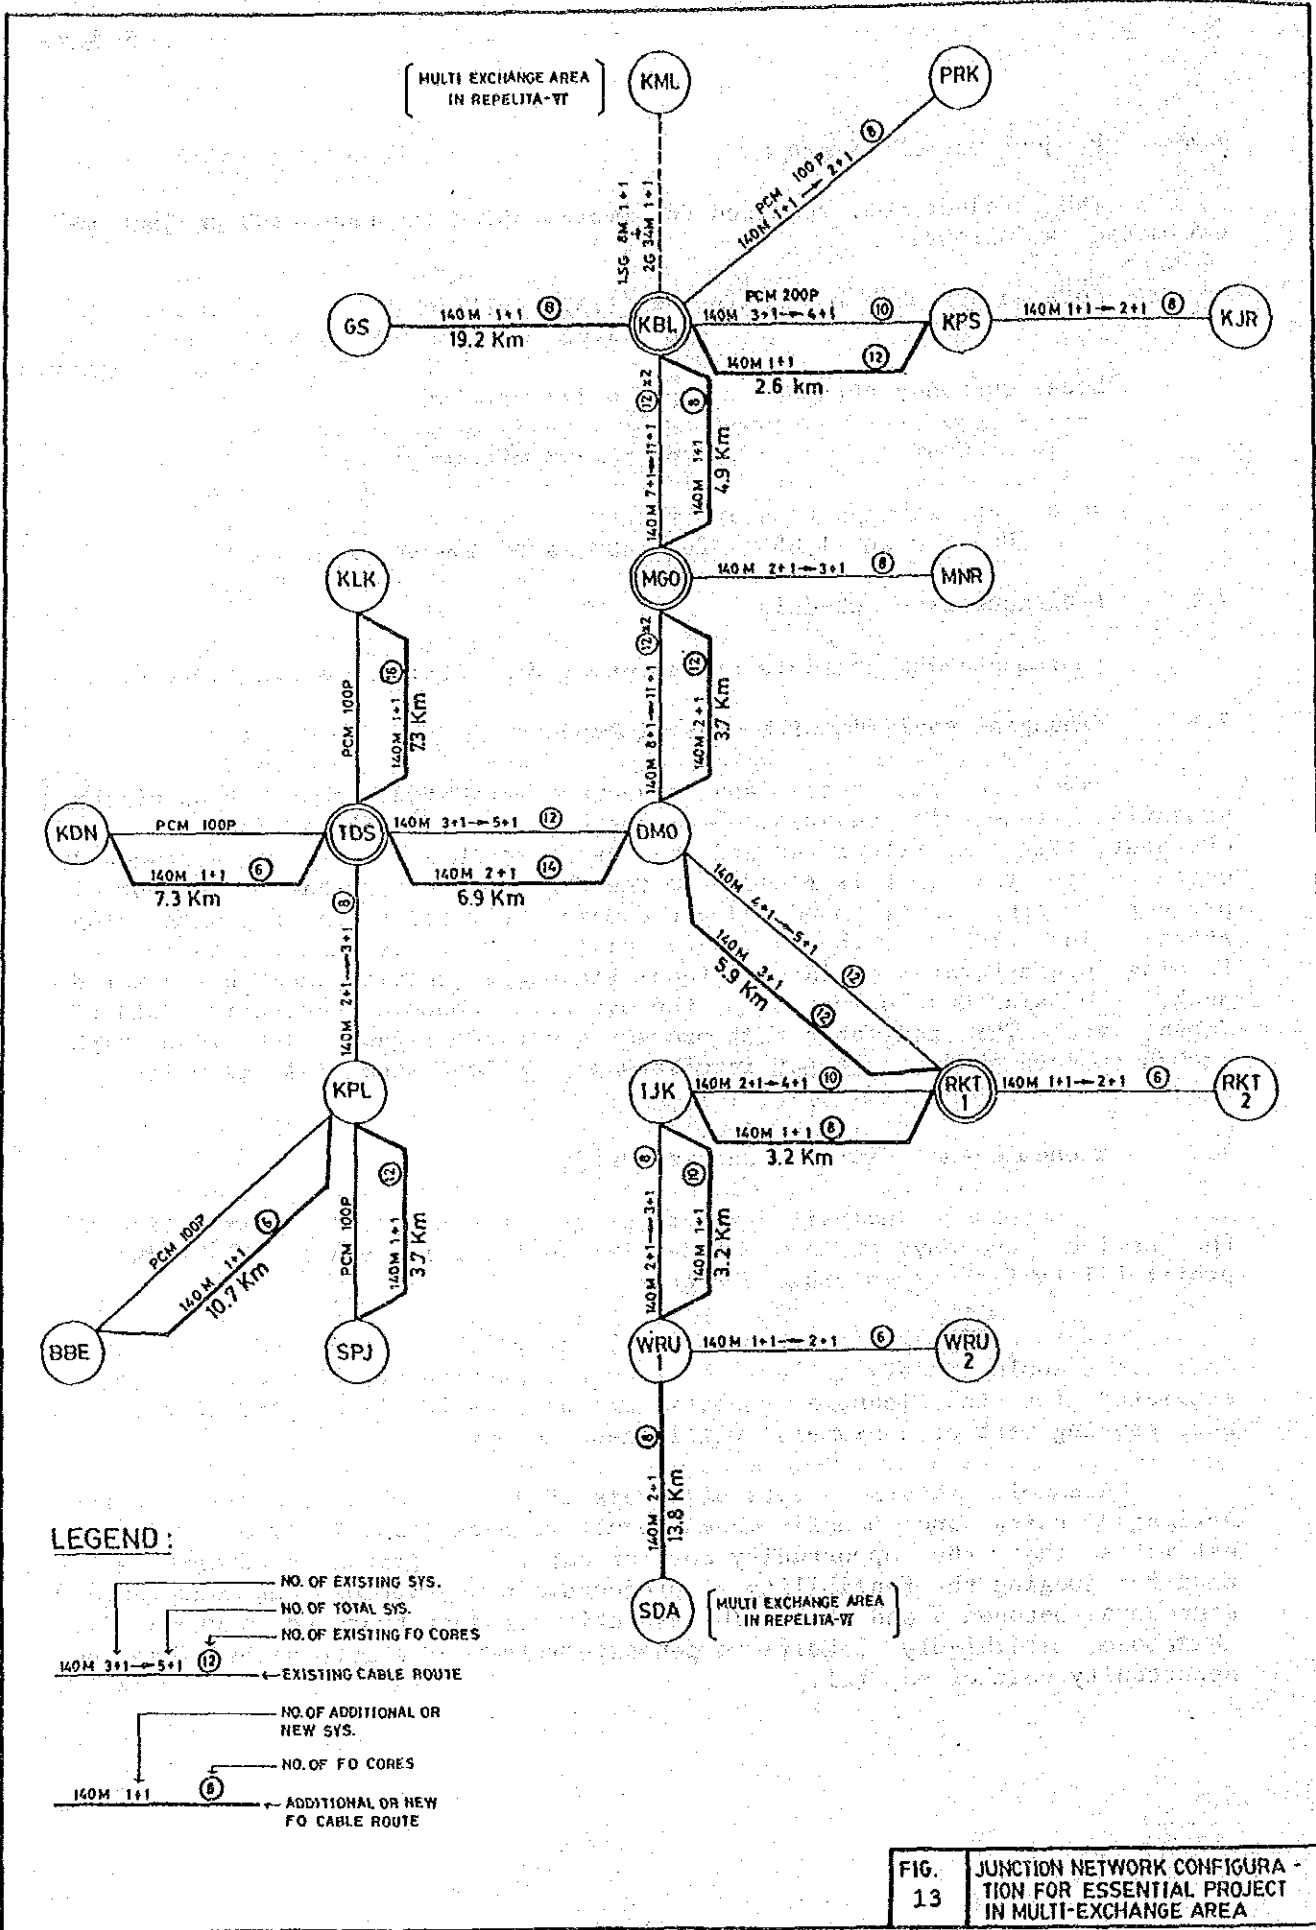 MULTI EXCHANGE AREA
IN REPELITA-VI
KML
PRK
PCM 100P
140M 1+1 → 2+1 8
1.5G 8M 1+1
+
2G 34M 1+1
GS
140M 1+1 8
19.2 Km
KBL
PCM 200P
140M 3+1 → 4+1 10
140M 1+1 12
2.6 km
KPS
140M 1+1 → 2+1 8
KJR
140M 7+1 → 11+1 12x2
140M 1+1 8
4.9 Km
KLK
MGO
140M 2+1 → 3+1 8
MNR
PCM 100P
140M 1+1 16
7.3 Km
140M 8+1 → 11+1 12x2
140M 2+1 12
3.7 Km
KDN
PCM 100P
140M 1+1 6
7.3 Km
TDS
140M 3+1 → 5+1 12
140M 2+1 14
6.9 Km
DMO
140M 2+1 → 3+1 8
140M 4+1 → 5+1 12
140M 3+1 12
5.9 Km
KPL
TJK
140M 2+1 → 4+1 10
140M 1+1 8
3.2 Km
RKT
1
140M 1+1 → 2+1 6
RKT
2
PCM 100P
140M 1+1 6
10.7 Km
PCM 100P
140M 1+1 12
3.7 Km
140M 2+1 → 3+1 8
140M 1+1 10
3.2 Km
BBE
SPJ
WRU
1
140M 1+1 → 2+1 6
WRU
2
140M 2+1 8
13.8 Km
SDA
MULTI EXCHANGE AREA
IN REPELITA-VI
LEGEND :
NO. OF EXISTING SYS.
NO. OF TOTAL SYS.
NO. OF EXISTING FO CORES
140M 3+1 → 5+1 12
EXISTING CABLE ROUTE
NO. OF ADDITIONAL OR
NEW SYS.
NO. OF FO CORES
140M 1+1 8
ADDITIONAL OR NEW
FO CABLE ROUTE
FIG.
13
JUNCTION NETWORK CONFIGURA -
TION FOR ESSENTIAL PROJECT
IN MULTI-EXCHANGE AREA